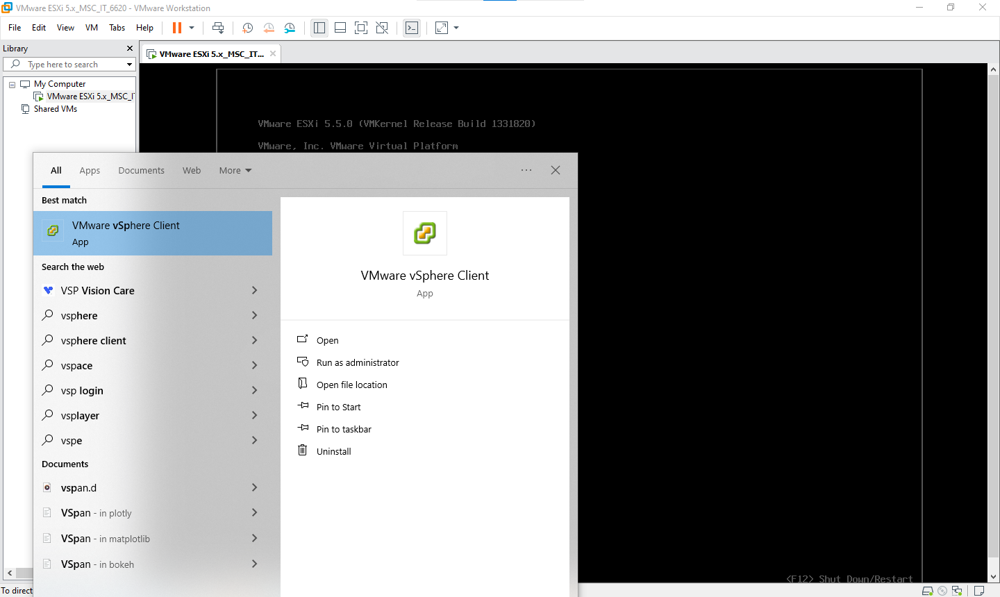 VMware ESXi 5.x_MSC_IT_6620 - VMware Workstation
File Edit View VM Tabs Help
Library
VMware ESXi 5.x_MSC_IT...
Type here to search
My Computer
VMware ESXi 5.x_MSC_I
Shared VMs
VMware ESXi 5.5.0 (VMKernel Release Build 1331820)
VMware, Inc. VMware Virtual Platform
All Apps Documents Web More
Best match
VMware vSphere Client
App
Search the web
VSP Vision Care
vsphere
vsphere client
vspace
vsp login
vsplayer
vspe
Documents
vspan.d
VSpan - in plotly
VSpan - in matplotlib
VSpan - in bokeh
VMware vSphere Client
App
Open
Run as administrator
Open file location
Pin to Start
Pin to taskbar
Uninstall
<F12> Shut Down/Restart
To direct